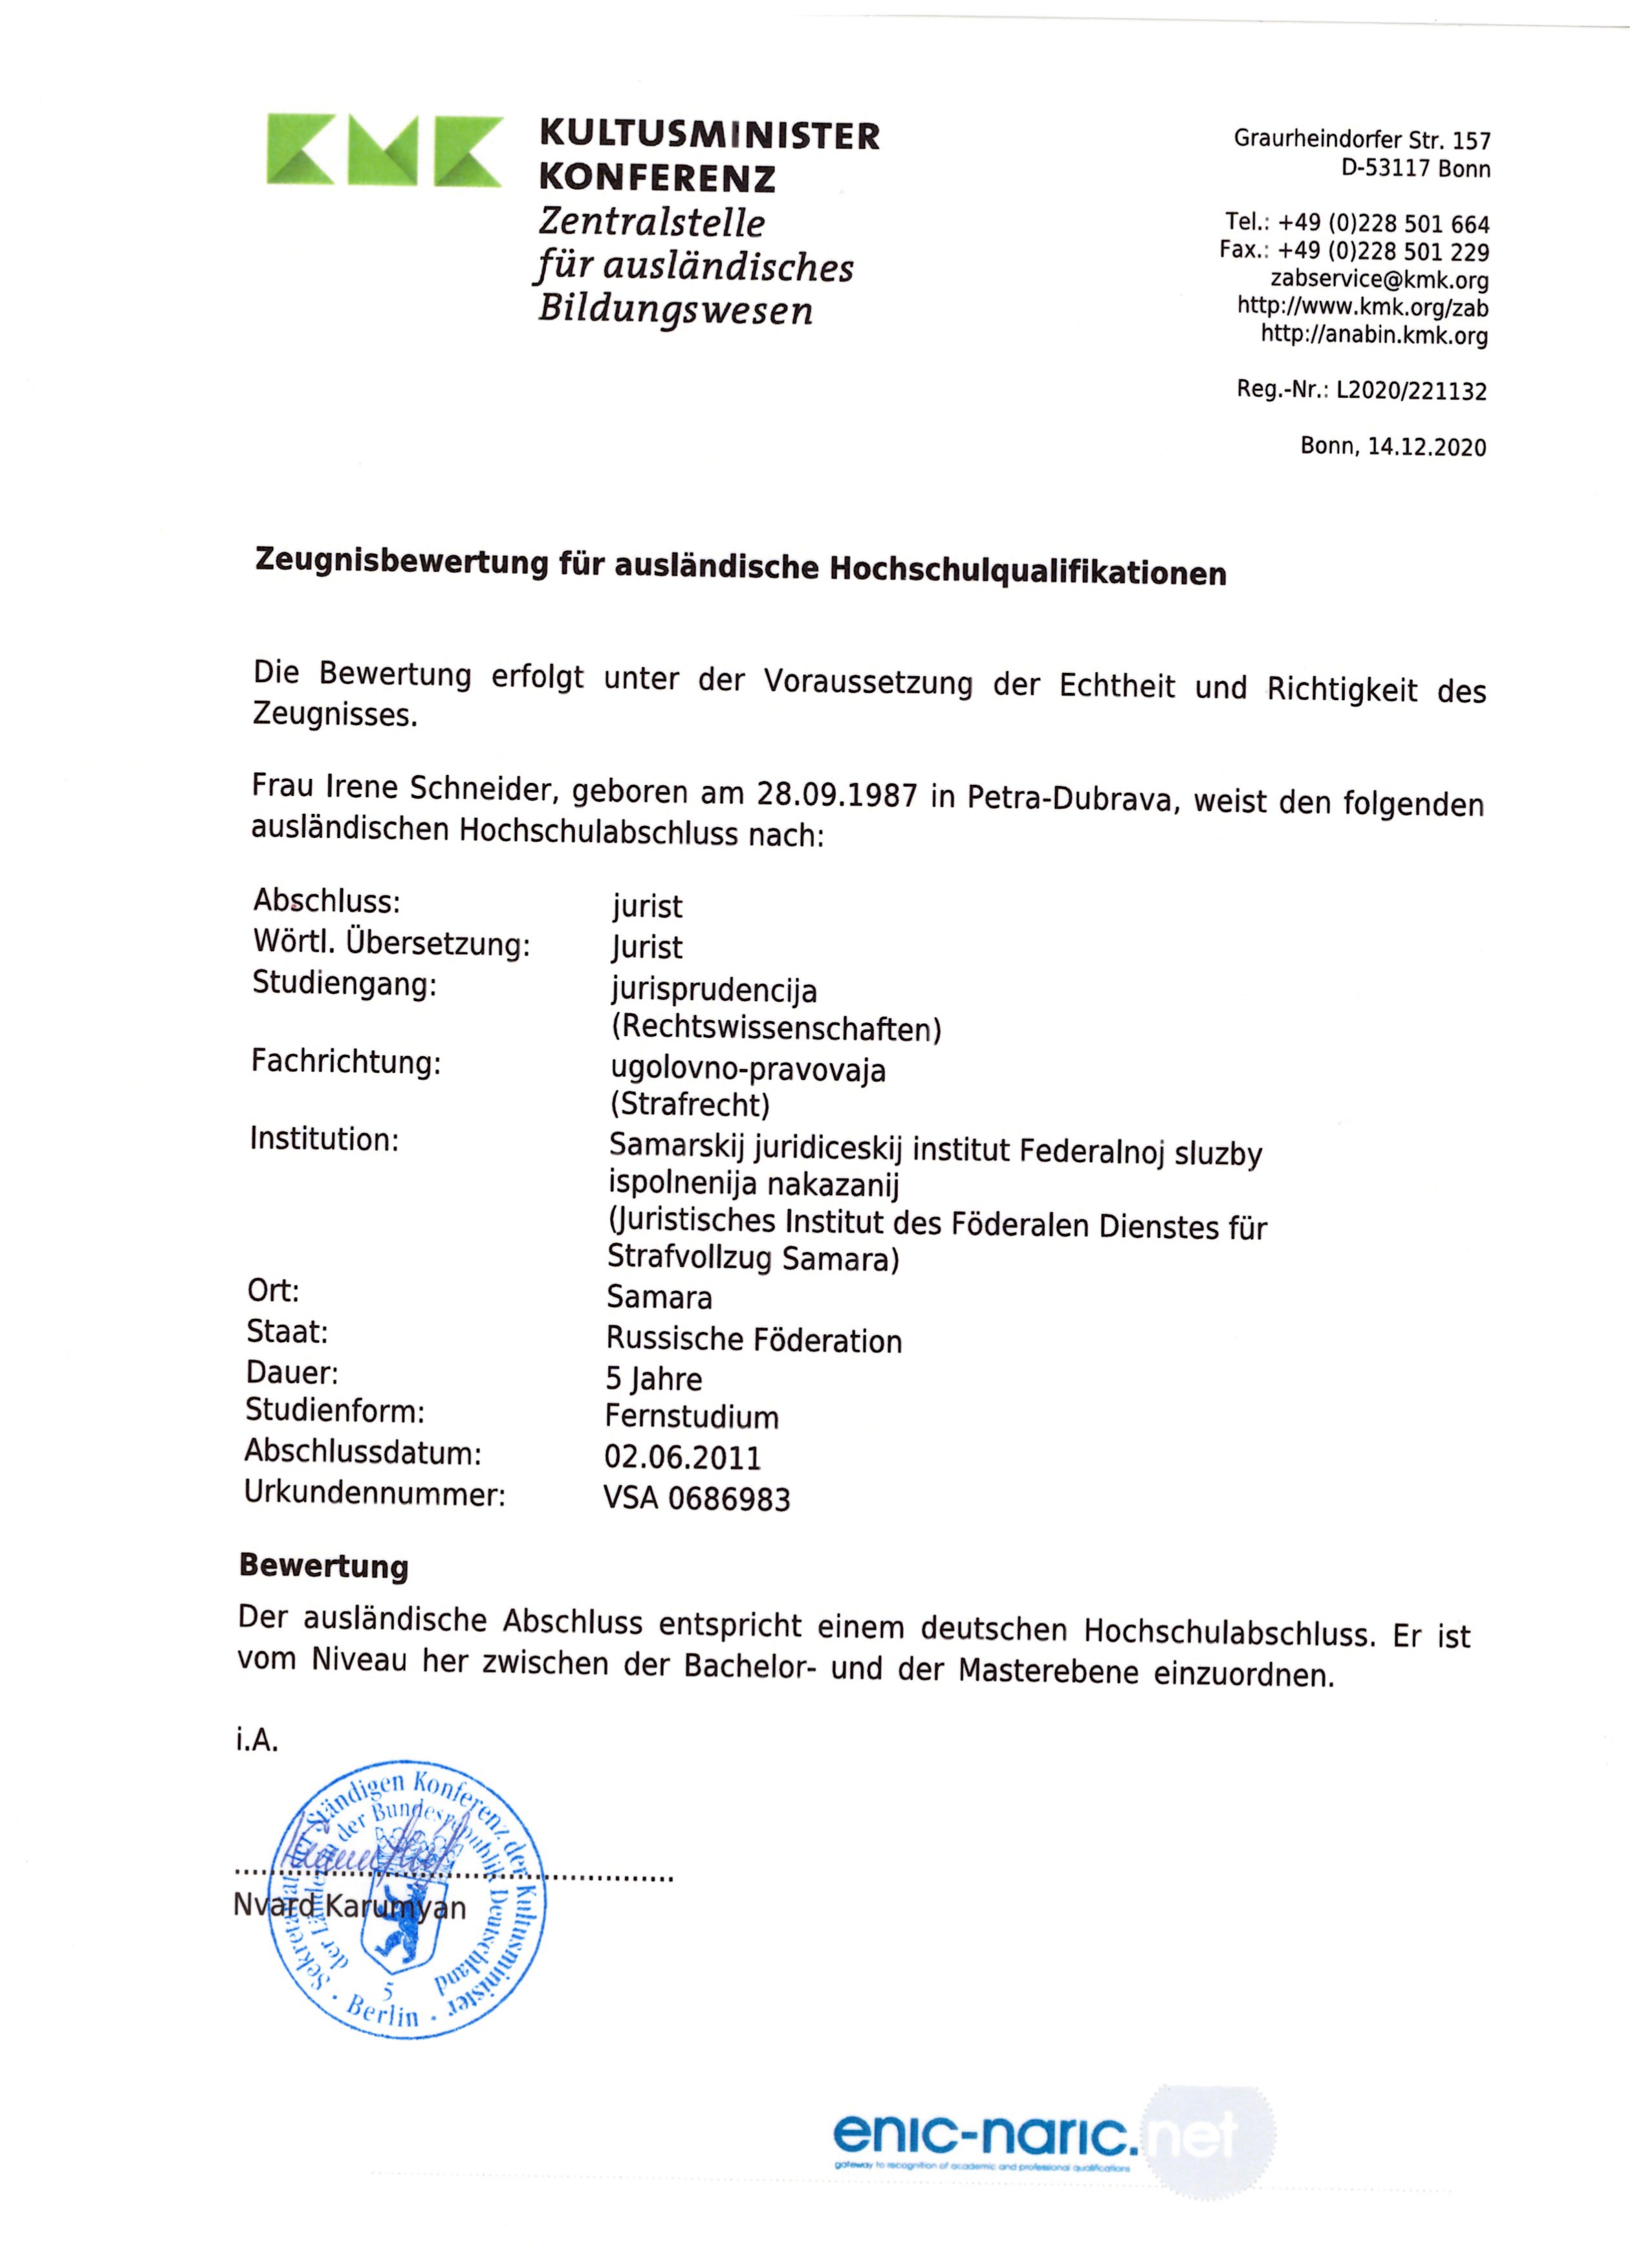 KMK
KULTUSMINISTER
KONFERENZ
Zentralstelle
für ausländisches
Bildungswesen
Graurheindorfer Str. 157
D-53117 Bonn
Tel.: +49 (0)228 501 664
Fax.: +49 (0)228 501 229
zabservice@kmk.org
http://www.kmk.org/zab
http://anabin.kmk.org
Reg.-Nr.: L2020/221132
Bonn, 14.12.2020
Zeugnisbewertung für ausländische Hochschulqualifikationen
Die Bewertung erfolgt unter der Voraussetzung der Echtheit und Richtigkeit des
Zeugnisses.
Frau Irene Schneider, geboren am 28.09.1987 in Petra-Dubrava, weist den folgenden
ausländischen Hochschulabschluss nach:
Abschluss: jurist
Wörtl. Übersetzung: Jurist
Studiengang: jurisprudencija
(Rechtswissenschaften)
Fachrichtung: ugolovno-pravovaja
(Strafrecht)
Institution: Samarskij juridiceskij institut Federalnoj sluzby
ispolnenija nakazanij
(Juristisches Institut des Föderalen Dienstes für
Strafvollzug Samara)
Ort: Samara
Staat: Russische Föderation
Dauer: 5 Jahre
Studienform: Fernstudium
Abschlussdatum: 02.06.2011
Urkundennummer: VSA 0686983
Bewertung
Der ausländische Abschluss entspricht einem deutschen Hochschulabschluss. Er ist
vom Niveau her zwischen der Bachelor- und der Masterebene einzuordnen.
i.A.
Sekretariat der Ständigen Konferenz der Kultusminister
der Länder in der Bundesrepublik Deutschland
5
· Berlin ·
Nvard Karumyan
enic-naric.net
gateway to recognition of academic and professional qualifications